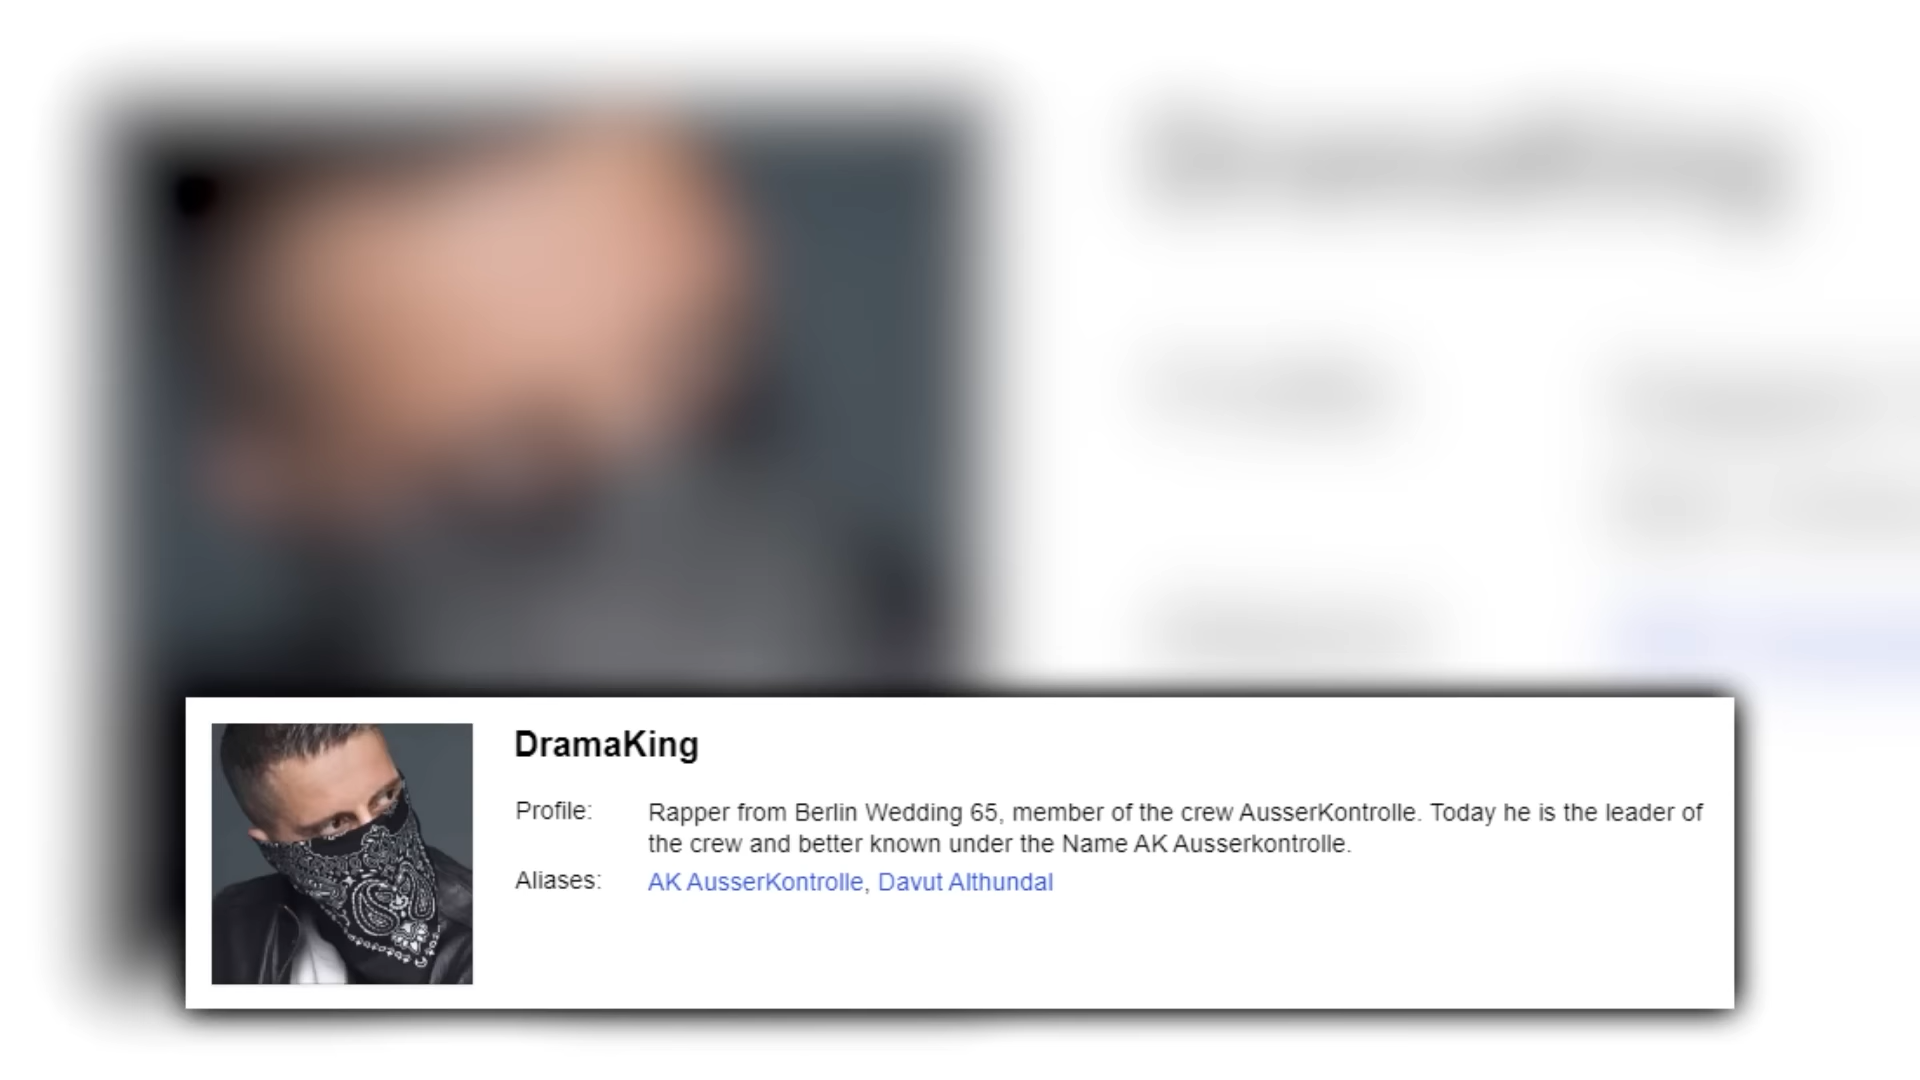 DramaKing
Profile: Rapper from Berlin Wedding 65, member of the crew AusserKontrolle. Today he is the leader of
the crew and better known under the Name AK Ausserkontrolle.
Aliases: AK AusserKontrolle, Davut Althundal